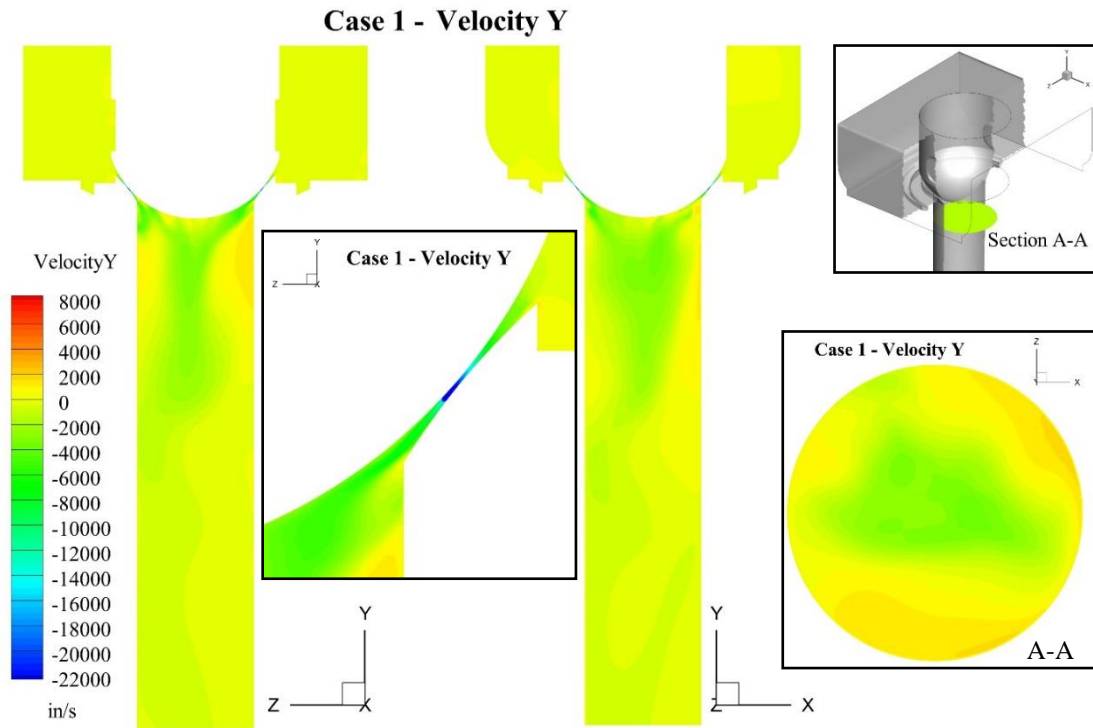 Case 1 - Velocity Y
VelocityY
8000
6000
4000
2000
0
-2000
-4000
-6000
-8000
-10000
-12000
-14000
-16000
-18000
-20000
-22000
in/s
Y
Z
X
Case 1 - Velocity Y
Y
Z
X
Y
Z
X
Y
Z
X
Section A-A
Case 1 - Velocity Y
Z
Y
X
A-A